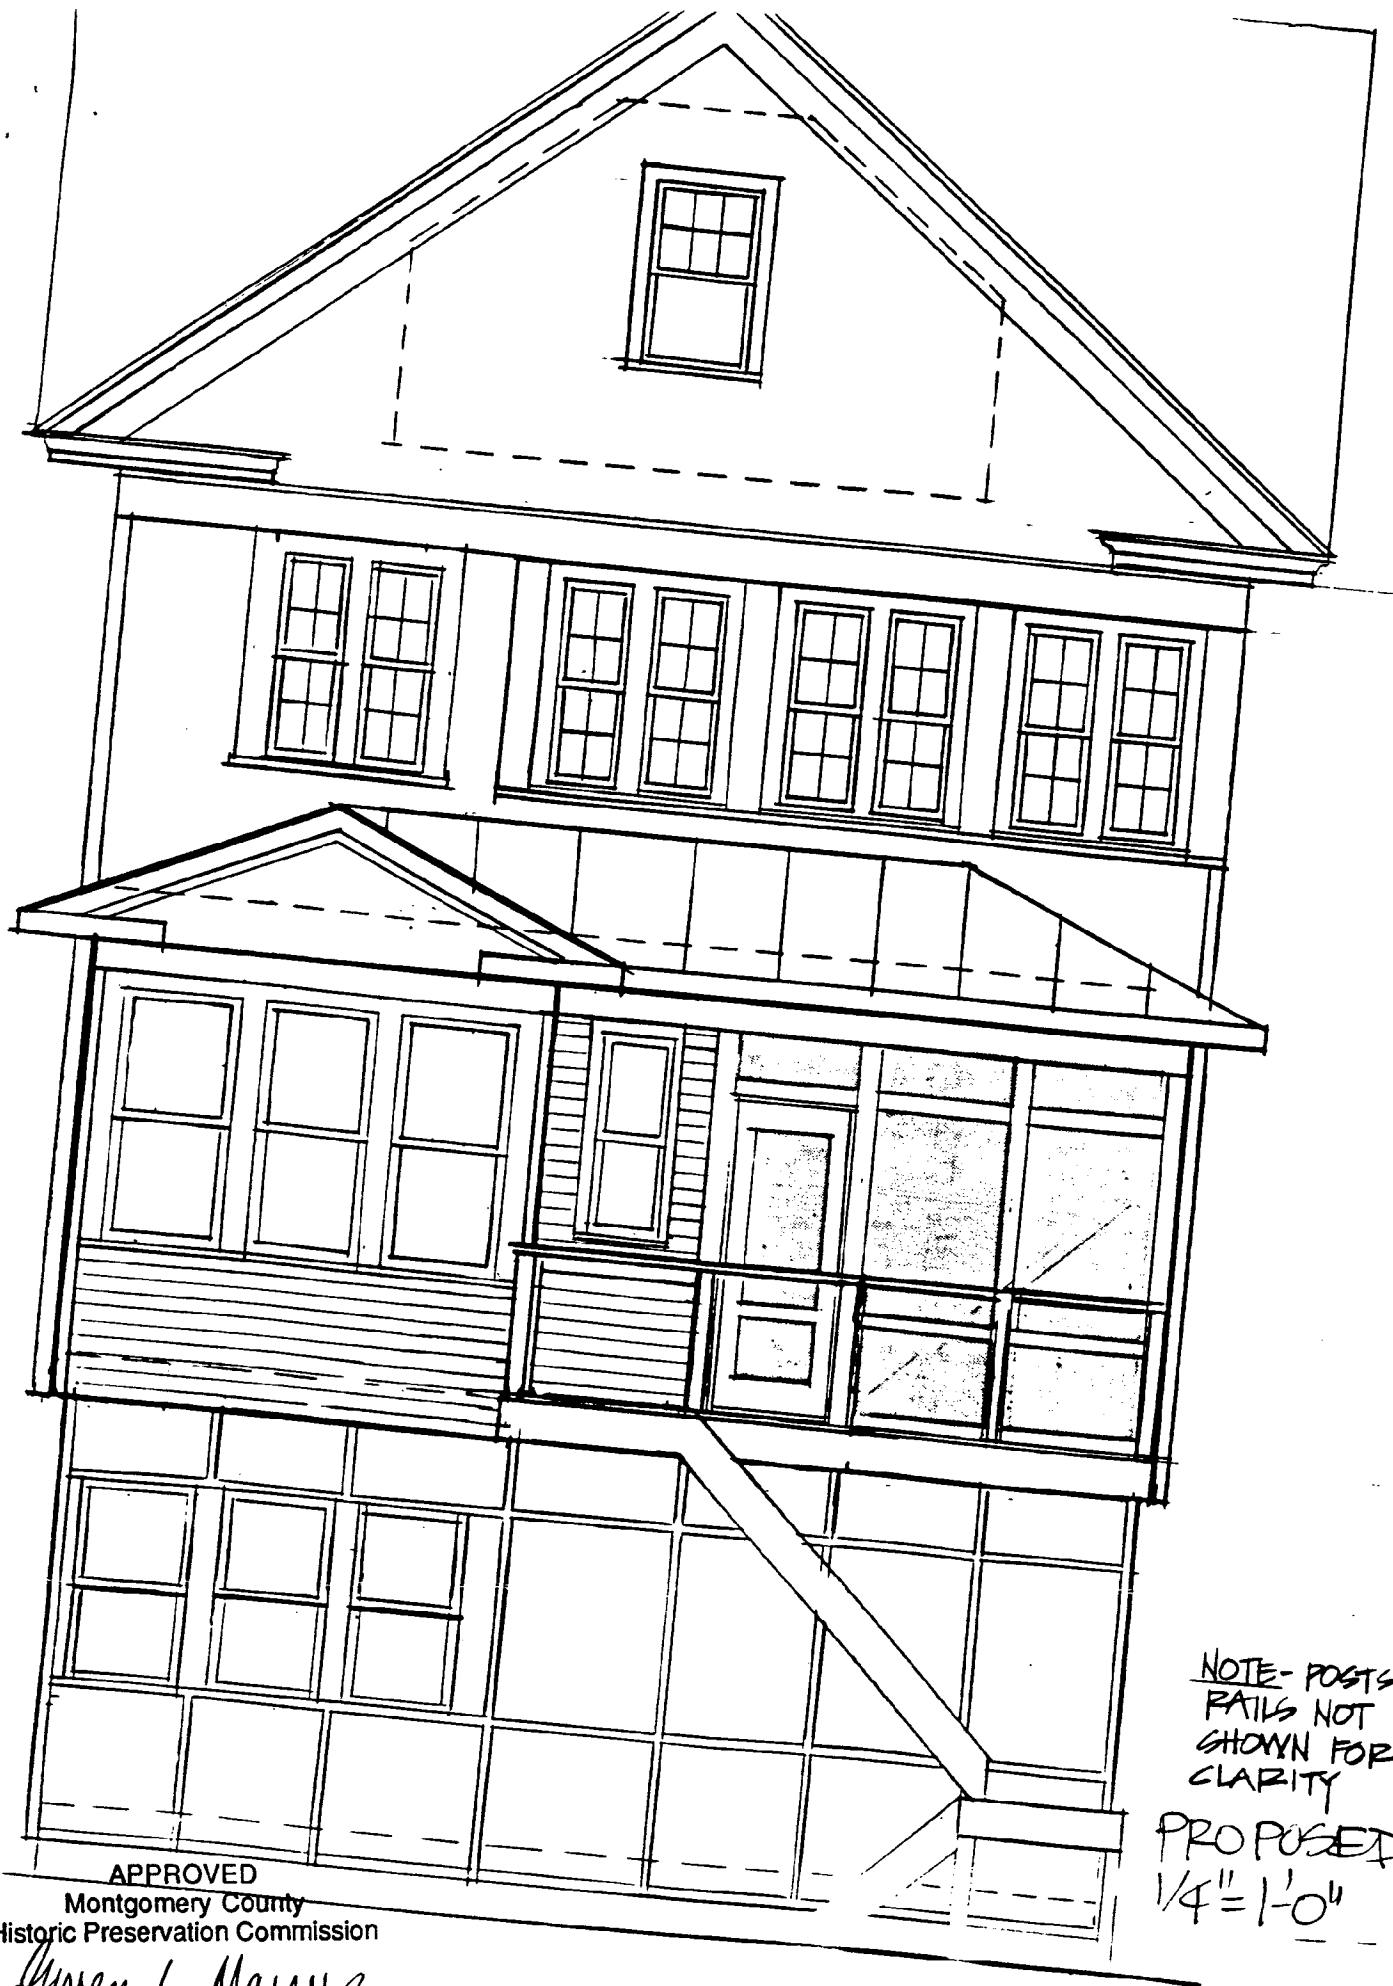 NOTE- POSTS
RAILS NOT
SHOWN FOR
CLARITY
PROPOSED
1/4"=1'-0"
APPROVED
Montgomery County
Historic Preservation Commission